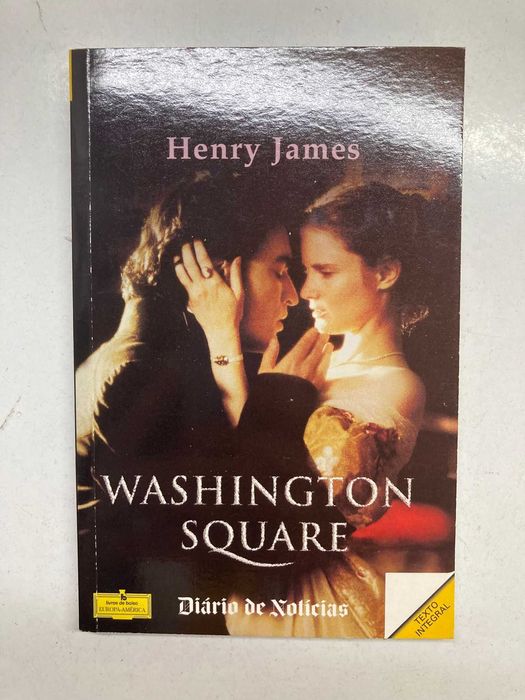 Henry James
WASHINGTON
SQUARE
livros de bolso
EUROPA-AMÉRICA
Diário de Notícias
TEXTO
INTEGRAL